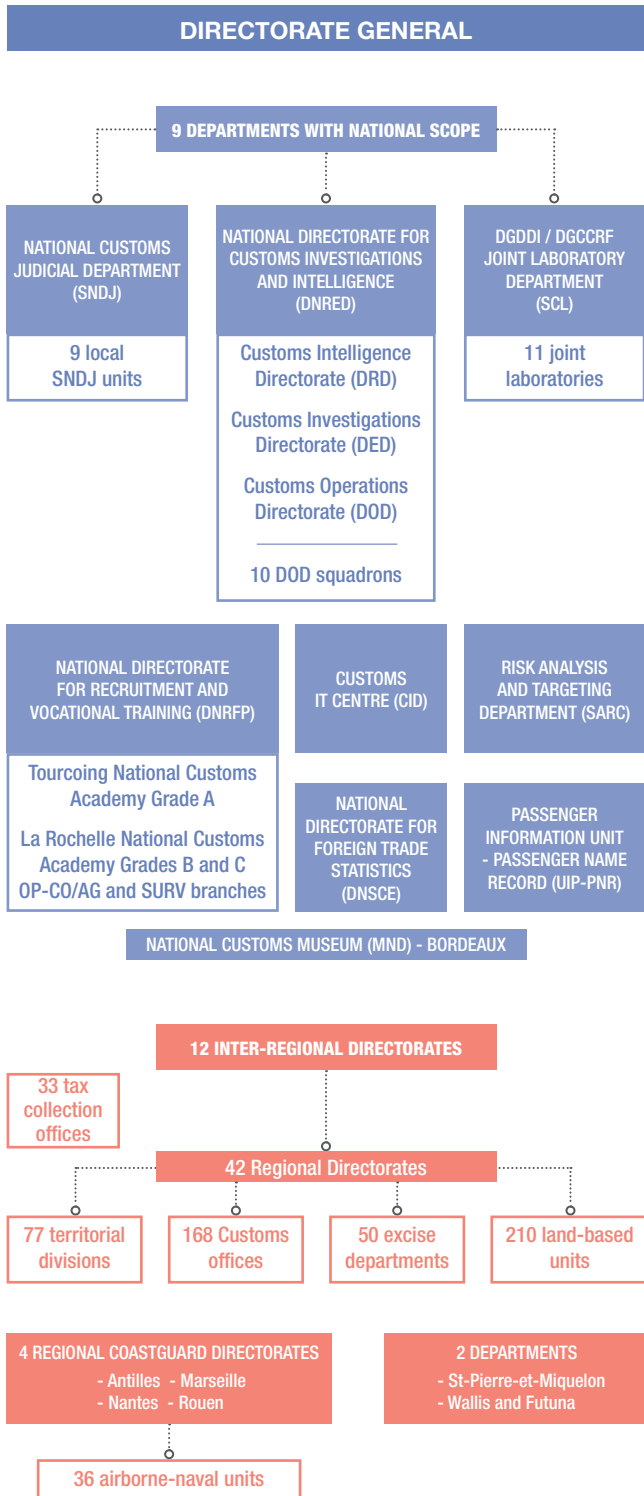 DIRECTORATE GENERAL
9 DEPARTMENTS WITH NATIONAL SCOPE
NATIONAL CUSTOMS
JUDICIAL DEPARTMENT
(SNDJ)
9 local
SNDJ units
NATIONAL DIRECTORATE FOR
CUSTOMS INVESTIGATIONS
AND INTELLIGENCE
(DNRED)
Customs Intelligence
Directorate (DRD)
Customs Investigations
Directorate (DED)
Customs Operations
Directorate (DOD)
10 DOD squadrons
DGDDI / DGCCRF
JOINT LABORATORY
DEPARTMENT
(SCL)
11 joint
laboratories
NATIONAL DIRECTORATE
FOR RECRUITMENT AND
VOCATIONAL TRAINING (DNRFP)
Tourcoing National Customs
Academy Grade A
La Rochelle National Customs
Academy Grades B and C
OP-CO/AG and SURV branches
CUSTOMS
IT CENTRE (CID)
RISK ANALYSIS
AND TARGETING
DEPARTMENT (SARC)
NATIONAL
DIRECTORATE FOR
FOREIGN TRADE
STATISTICS
(DNSCE)
PASSENGER
INFORMATION UNIT
- PASSENGER NAME
RECORD (UIP-PNR)
NATIONAL CUSTOMS MUSEUM (MND) - BORDEAUX
12 INTER-REGIONAL DIRECTORATES
33 tax
collection
offices
42 Regional Directorates
77 territorial
divisions
168 Customs
offices
50 excise
departments
210 land-based
units
4 REGIONAL COASTGUARD DIRECTORATES
- Antilles - Marseille
- Nantes - Rouen
36 airborne-naval units
2 DEPARTMENTS
- St-Pierre-et-Miquelon
- Wallis and Futuna